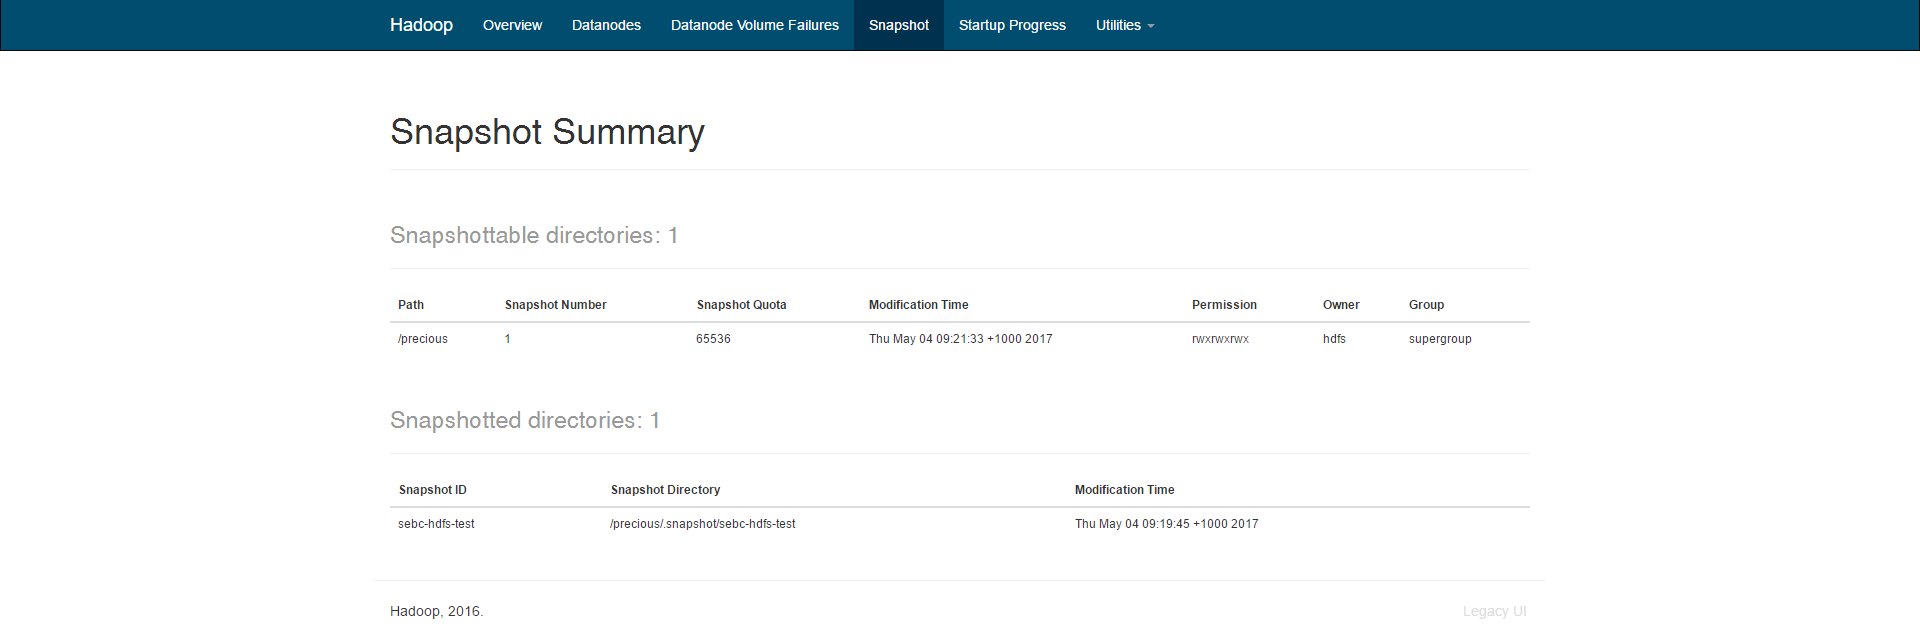 Hadoop Overview Datanodes Datanode Volume Failures Snapshot Startup Progress Utilities
Snapshot Summary
Snapshottable directories: 1
Path Snapshot Number Snapshot Quota Modification Time Permission Owner Group
/precious 1 65536 Thu May 04 09:21:33 +1000 2017 rwxrwxrwx hdfs supergroup
Snapshotted directories: 1
Snapshot ID Snapshot Directory Modification Time
sebc-hdfs-test /precious/.snapshot/sebc-hdfs-test Thu May 04 09:19:45 +1000 2017
Hadoop, 2016. Legacy UI